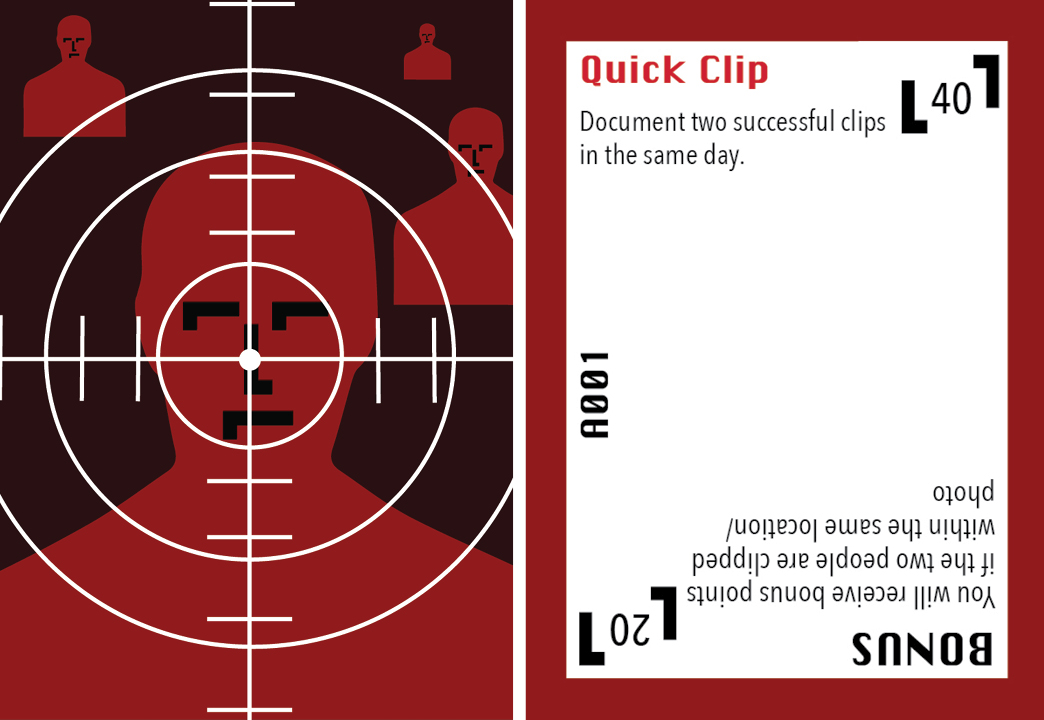 Quick Clip
40
Document two successful clips
in the same day.
A001
BONUS
20
You will receive bonus points
if the two people are clipped
within the same location/
photo